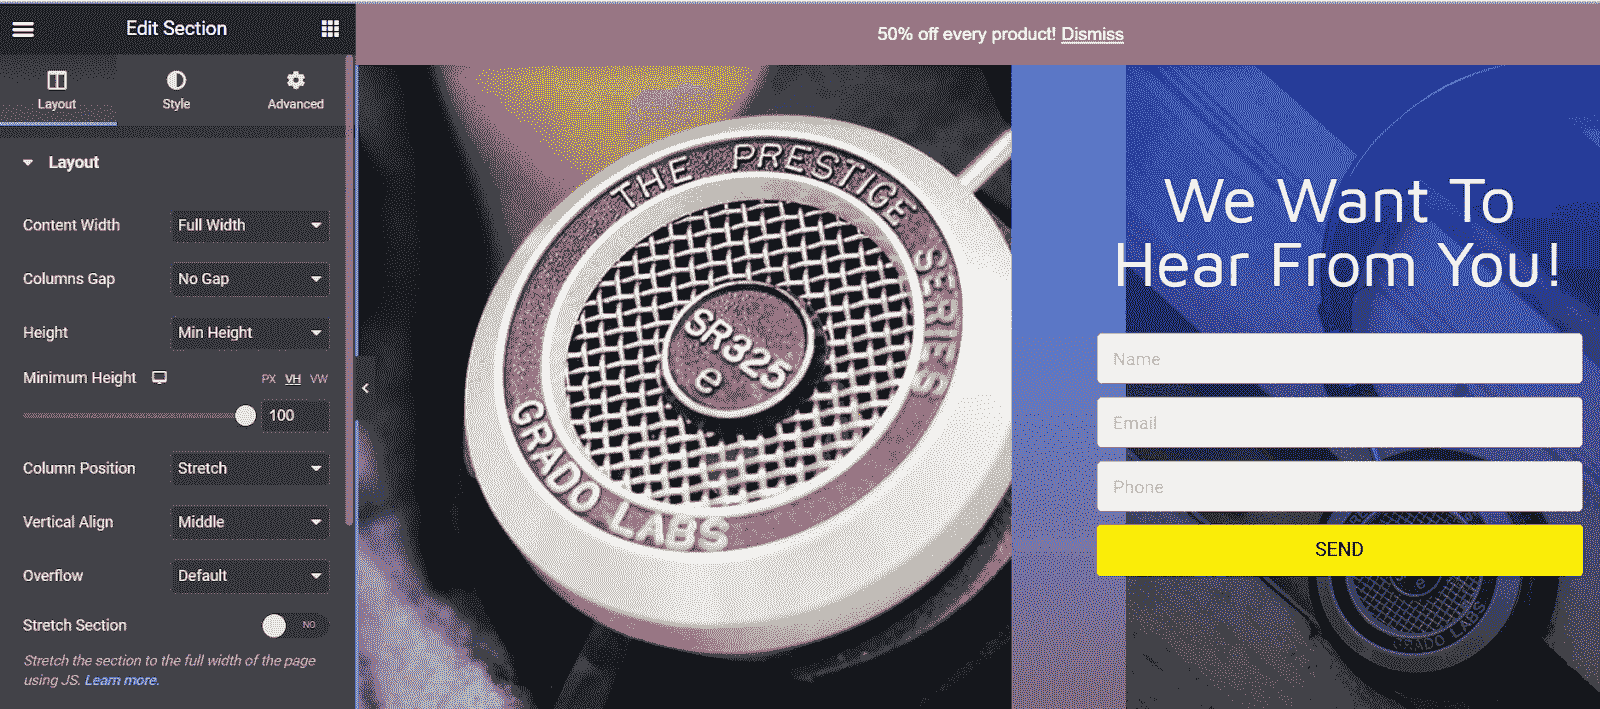 Edit Section
Layout
Style
Advanced
Layout
Content Width
Full Width
Columns Gap
No Gap
Height
Min Height
Minimum Height
PX VH VW
100
Column Position
Stretch
Vertical Align
Middle
Overflow
Default
Stretch Section
NO
Stretch the section to the full width of the page
using JS. Learn more.
50% off every product! Dismiss
THE PRESTIGE SERIES
SR325
e
GRADO LABS
We Want To
Hear From You!
Name
Email
Phone
SEND
e
GRADO LABS